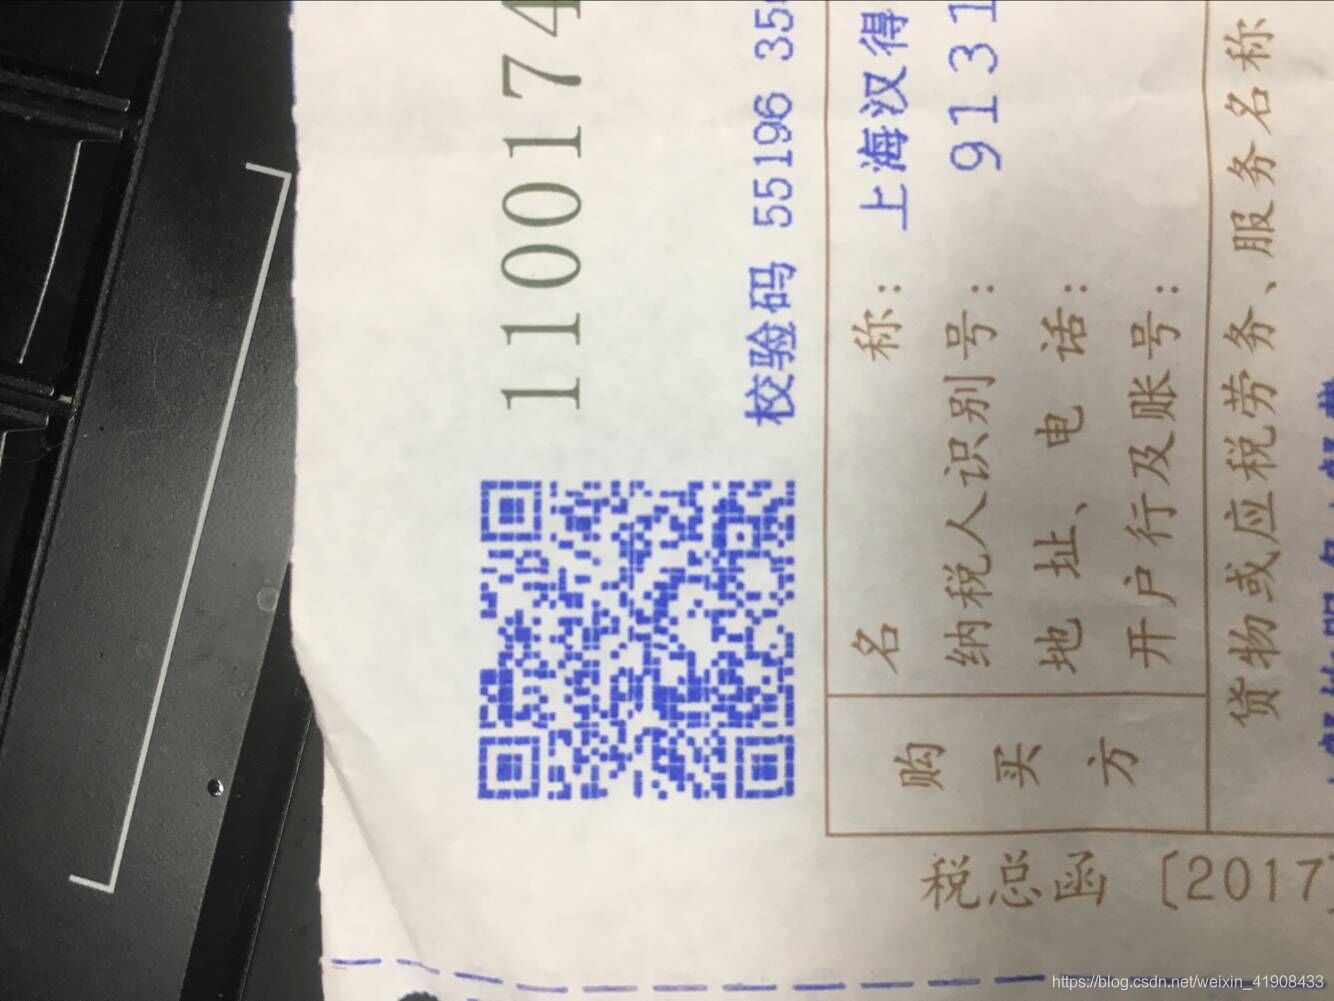 1100174
校验码 55196 35
名 称： 上海汉得
纳税人识别号： 9131
地 址、 电 话：
开户行及账号：
购买方
货物或应税劳务、服务名称
税总函〔2017
https://blog.csdn.net/weixin_41908433